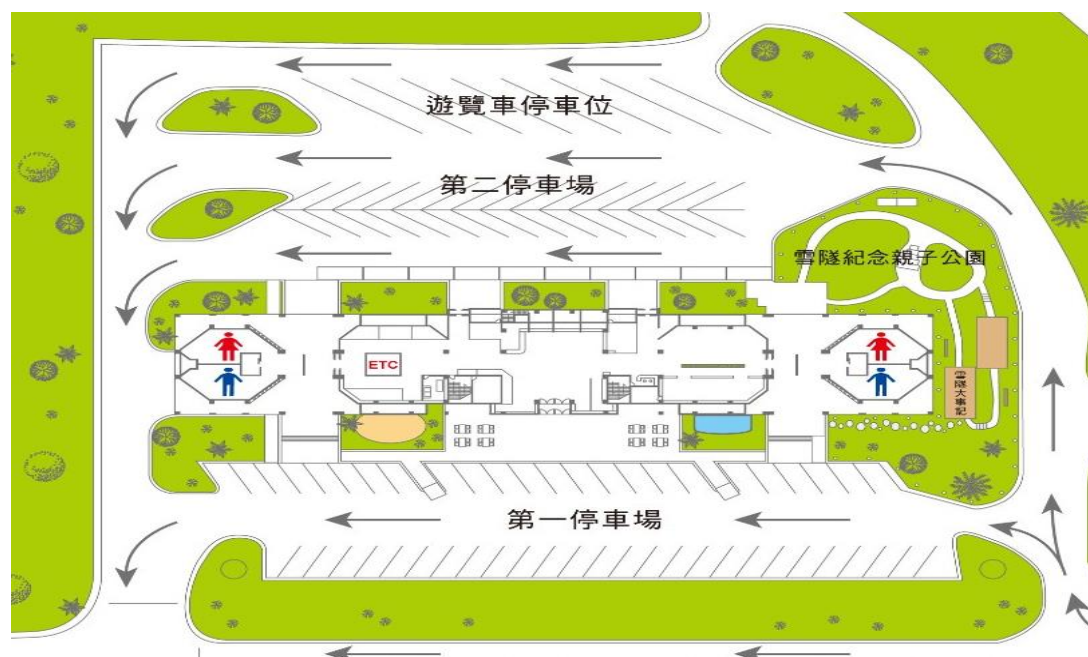 遊覽車停車位
第二停車場
雪隧紀念親子公園
ETC
雪隧大事記
第一停車場